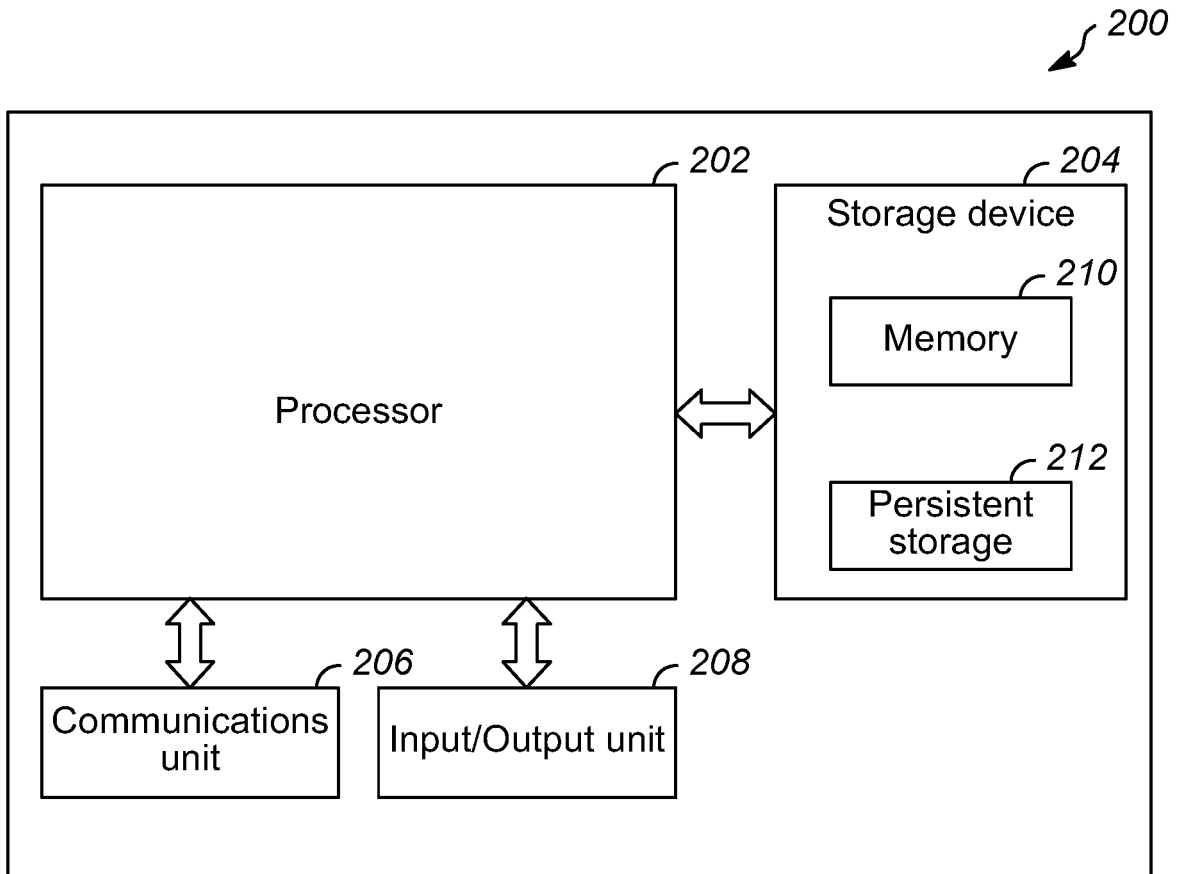 200
202
204
Storage device
210
Memory
Processor
212
Persistent
storage
206
208
Communications
unit
Input/Output unit